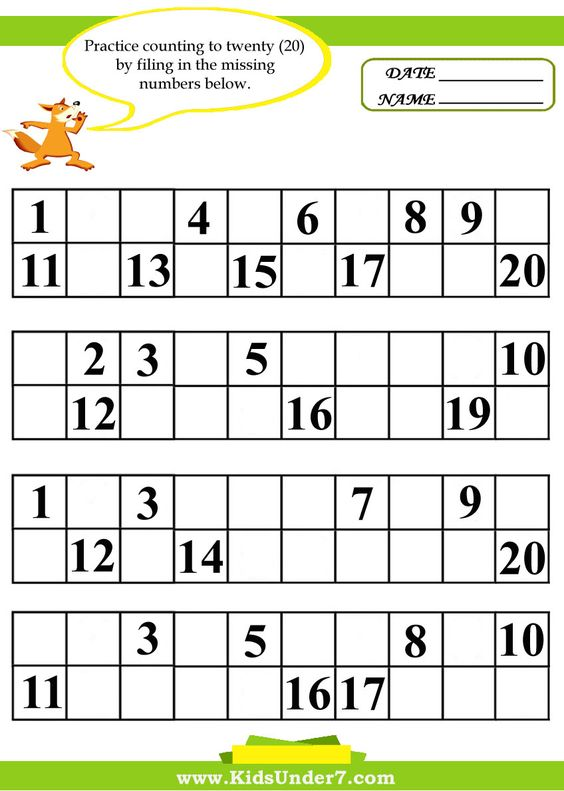 Practice counting to twenty (20)
by filing in the missing
numbers below.
DATE
NAME
1 4 6 8 9
11 13 15 17 20
2 3 5 10
12 16 19
1 3 7 9
12 14 20
3 5 8 10
11 16 17
www.KidsUnder7.com